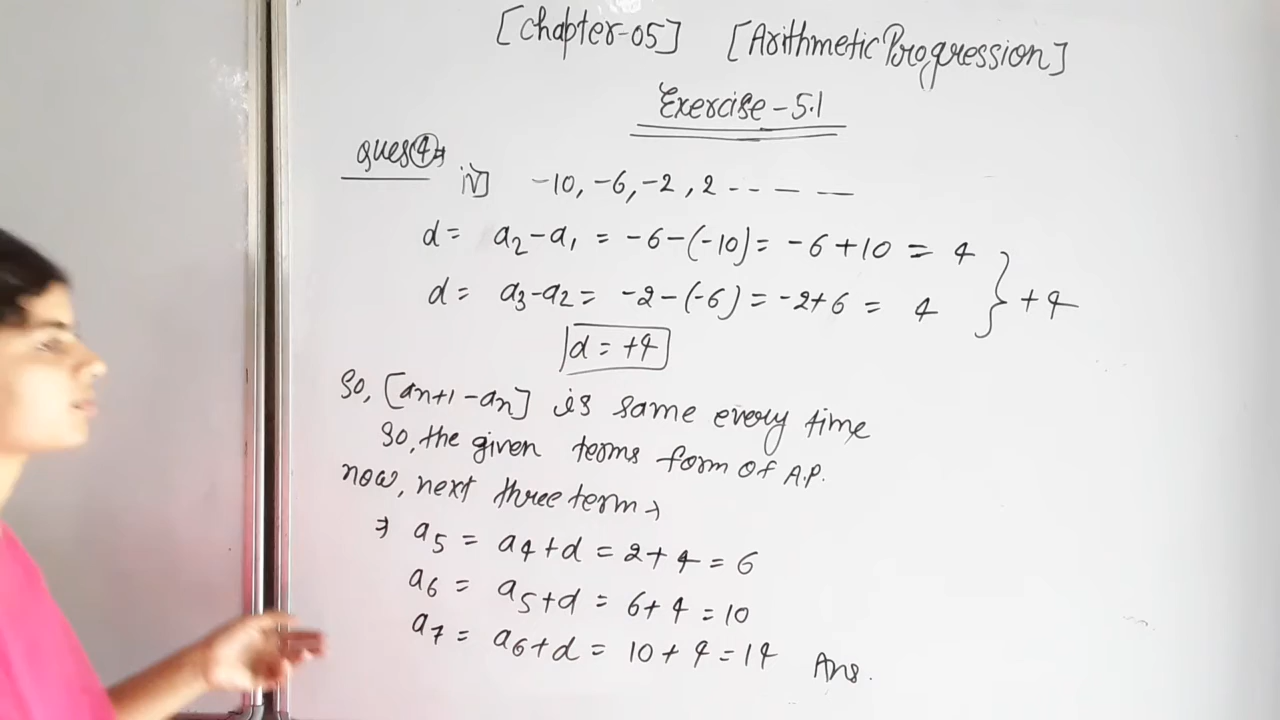 [Chapter-05] [Arithmetic Progression]
Exercise - 5.1
Ques④⇒
iv] -10, -6, -2, 2 - - - —
d = a₂-a₁ = -6-(-10) = -6+10 = 4
d = a₃-a₂ = -2-(-6) = -2+6 = 4 } +4
d = +4
So, [an+1 - an] is same every time
So, the given terms form of A.P.
now, next three term →
⇒ a₅ = a₄+d = 2+4 = 6
a₆ = a₅+d = 6+4 = 10
a₇ = a₆+d = 10+4 = 14 Ans.